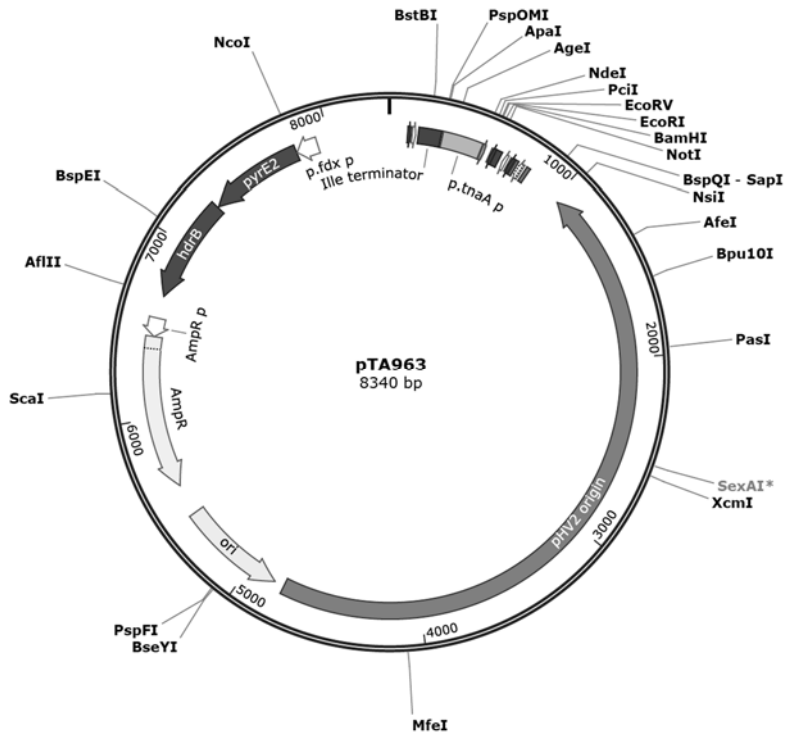 BstBI
PspOMI
ApaI
AgeI
NcoI
NdeI
PciI
EcoRV
EcoRI
BamHI
NotI
BspQI - SapI
NsiI
AfeI
Bpu10I
PasI
SexAI*
XcmI
MfeI
BseYI
PspFI
ScaI
AflII
BspEI
8000
1000
2000
3000
4000
5000
6000
7000
p.fdx p
Ille terminator
p.tnaA p
pyrE2
hdrB
AmpR p
AmpR
ori
pHV2 origin
pTA963
8340 bp